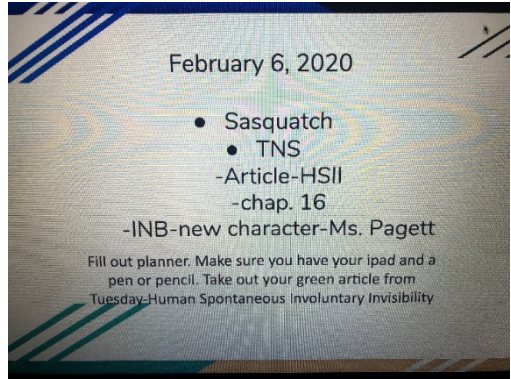 February 6, 2020
● Sasquatch
● TNS
-Article-HSII
-chap. 16
-INB-new character-Ms. Pagett
Fill out planner. Make sure you have your ipad and a
pen or pencil. Take out your green article from
Tuesday-Human Spontaneous Involuntary Invisibility